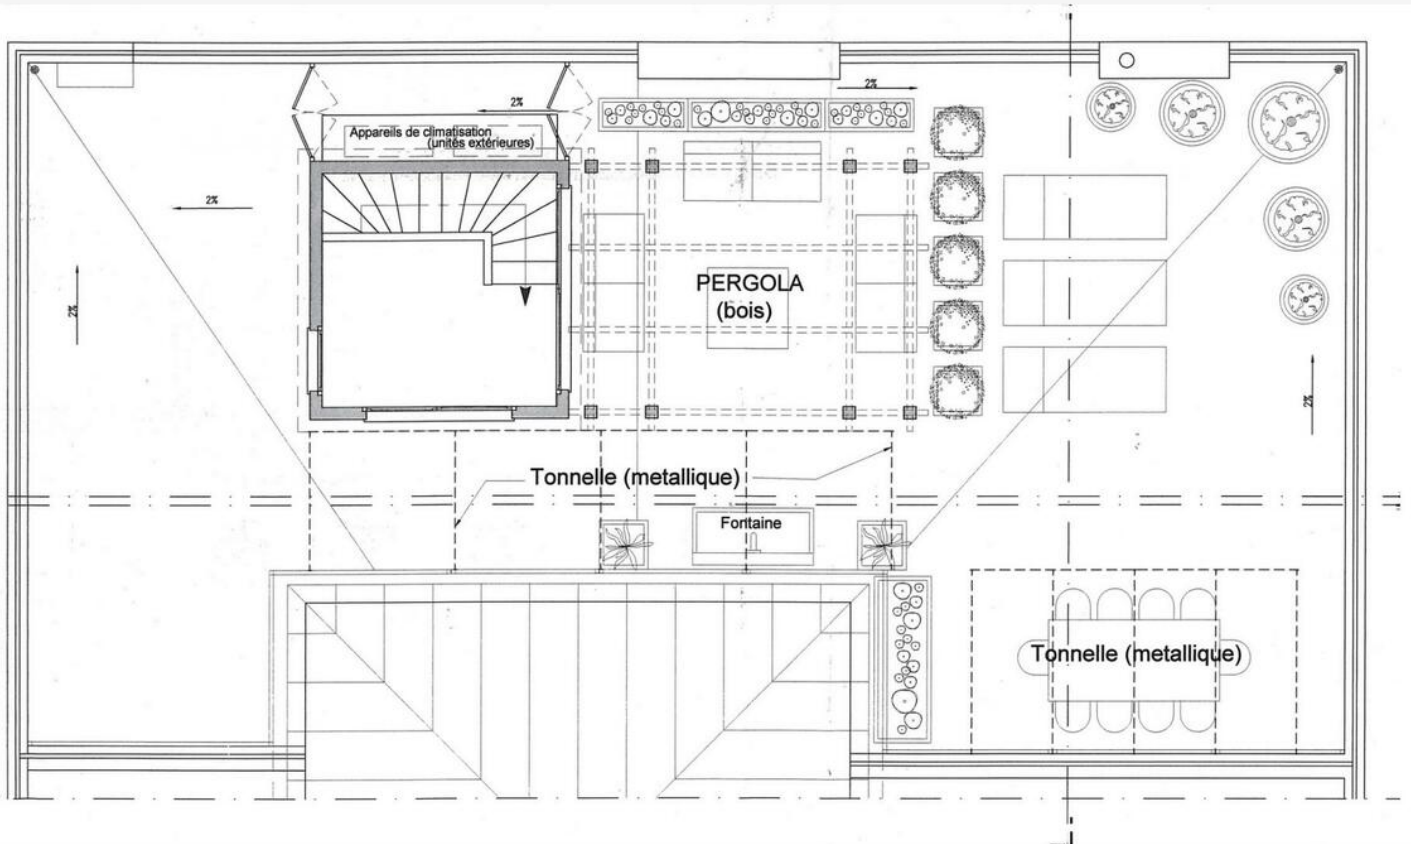 2%
2%
Appareils de climatisation
(unités extérieures)
2%
2%
PERGOLA
(bois)
2%
Tonnelle (metallique)
Fontaine
Tonnelle (metallique)